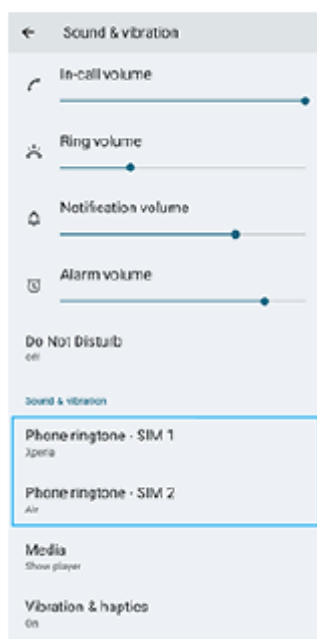 Sound & vibration
In-call volume
Ring volume
Notification volume
Alarm volume
Do Not Disturb
Off
Sound & vibration
Phone ringtone - SIM 1
Xperia
Phone ringtone - SIM 2
Air
Media
Show player
Vibration & haptics
On